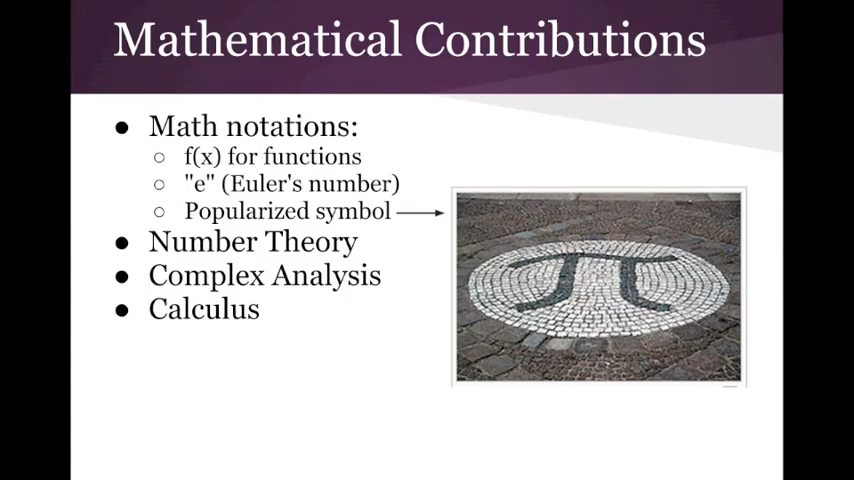 Mathematical Contributions
● Math notations:
○ f(x) for functions
○ "e" (Euler's number)
○ Popularized symbol
● Number Theory
● Complex Analysis
● Calculus
π